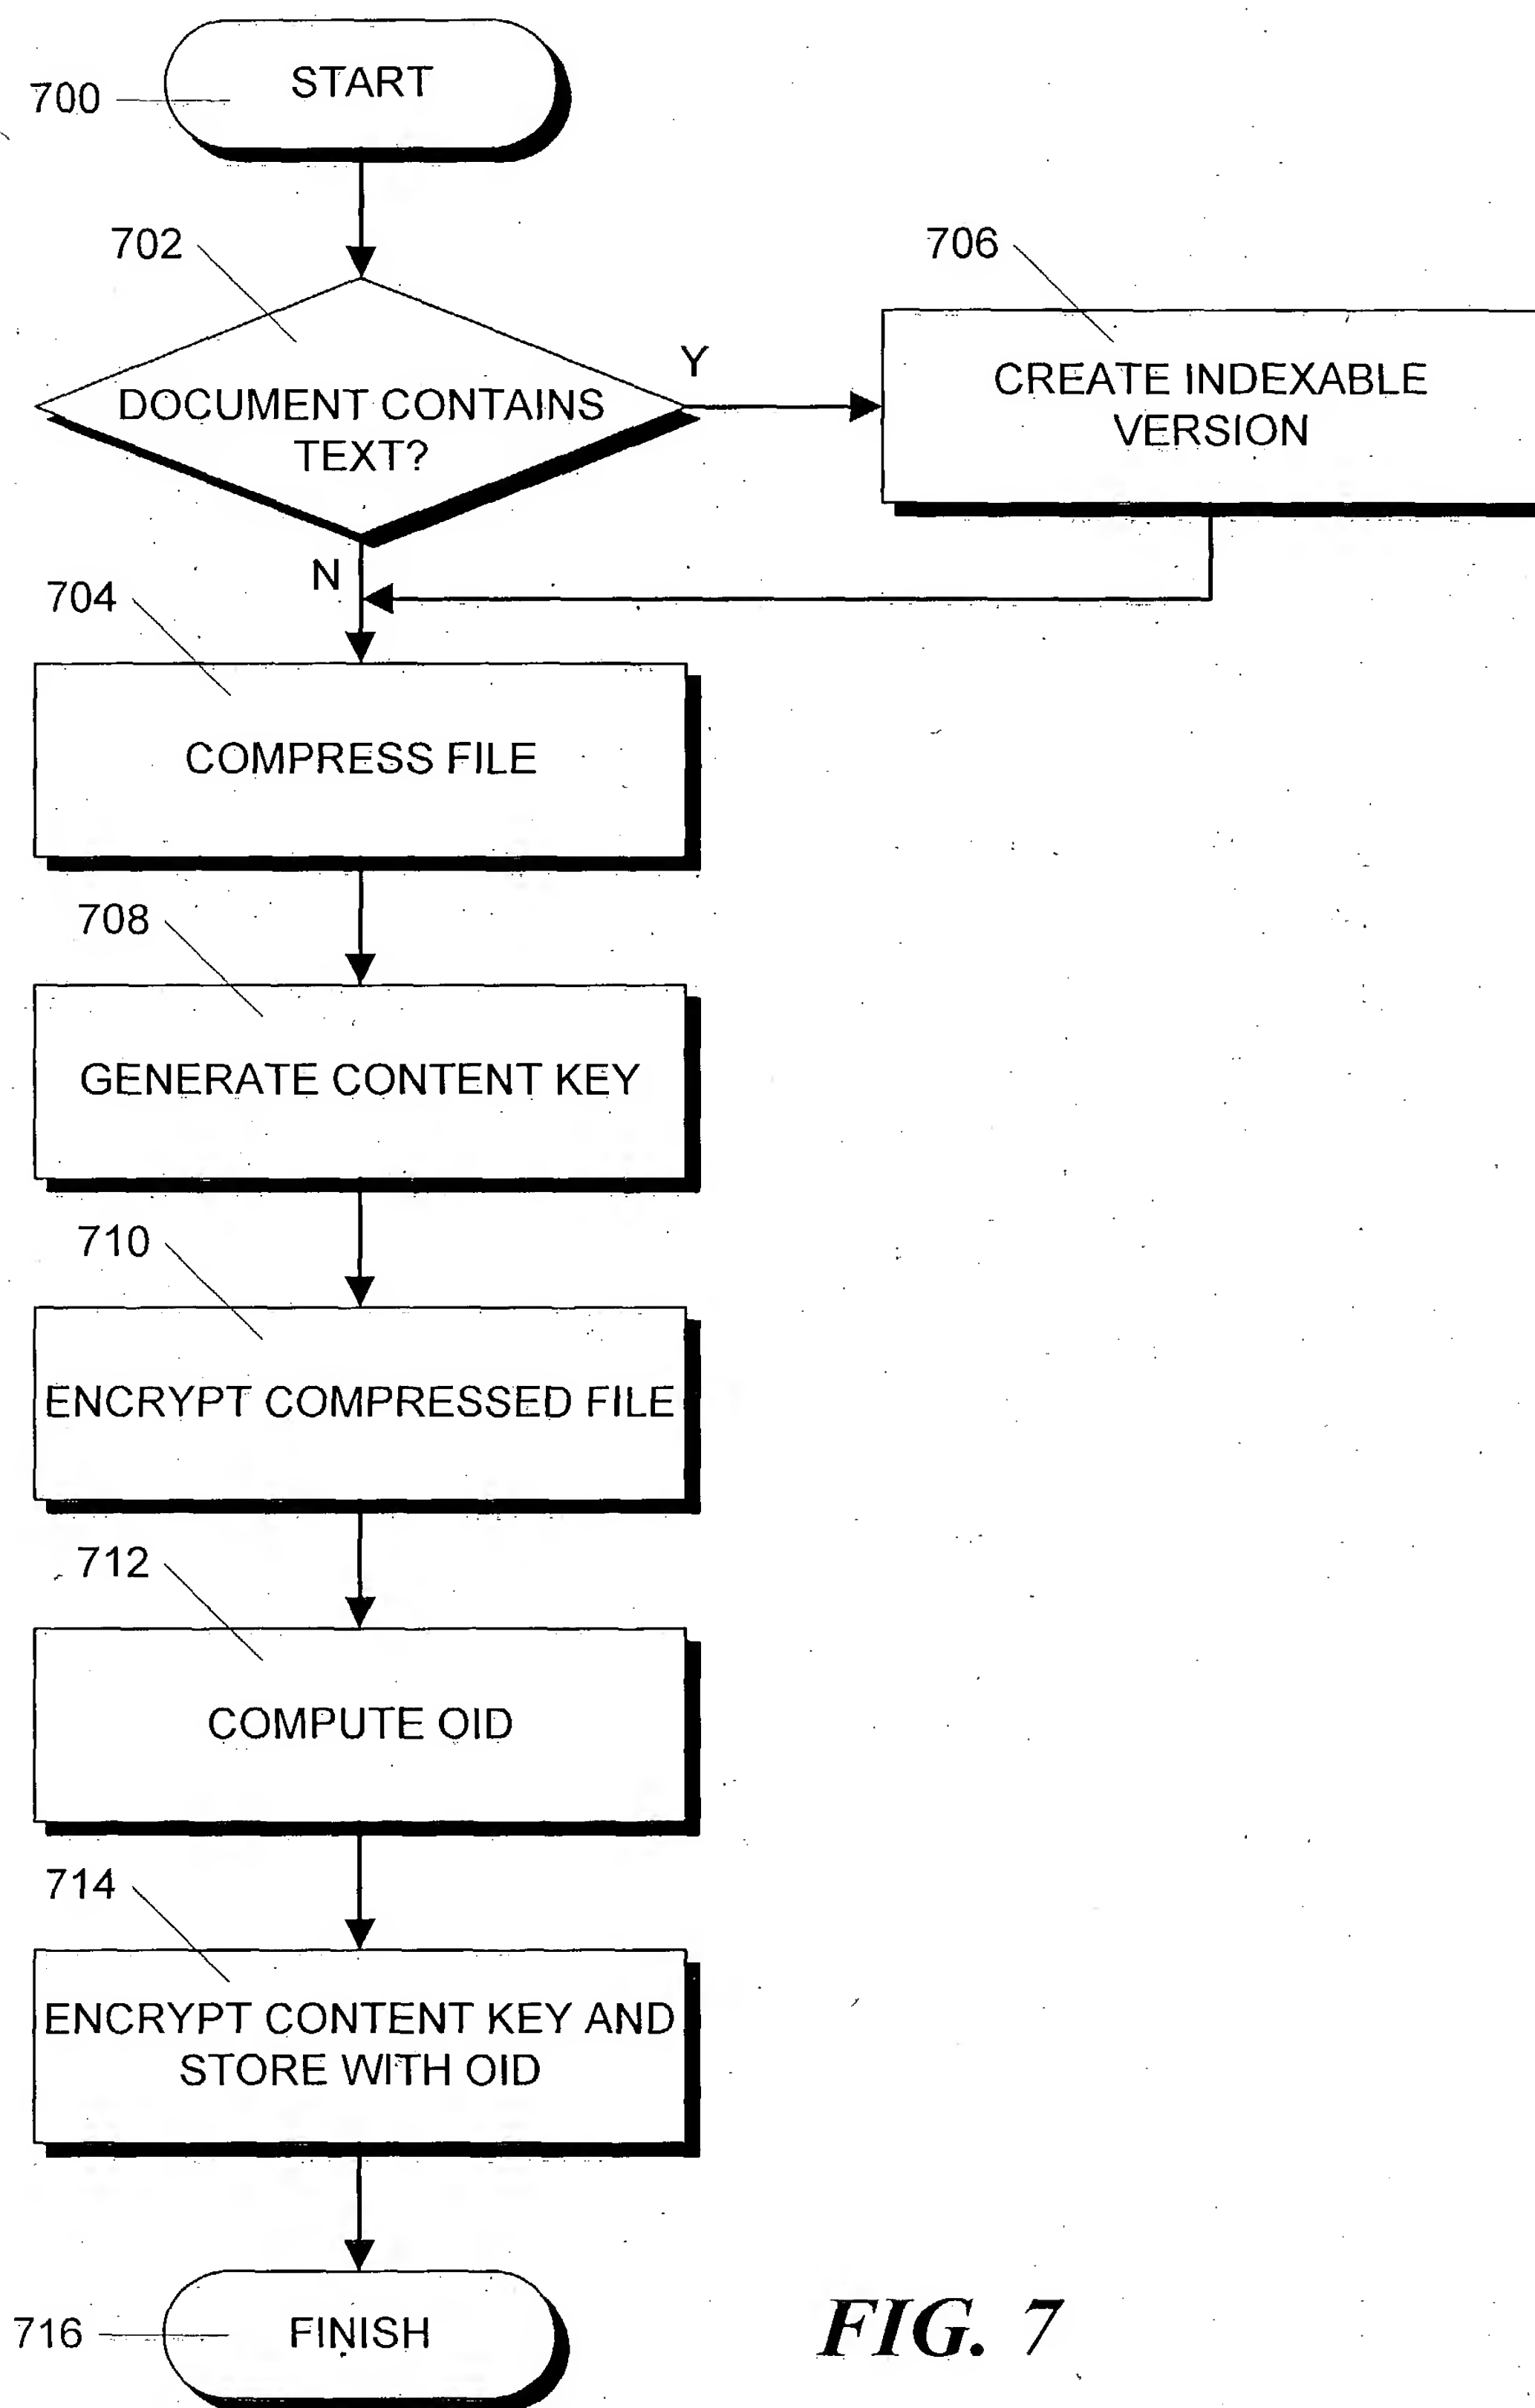 START
700
702
706
Y
CREATE INDEXABLE
VERSION
DOCUMENT CONTAINS
TEXT?
N
704
COMPRESS FILE
708
GENERATE CONTENT KEY
710
ENCRYPT COMPRESSED FILE
712
COMPUTE OID
714
ENCRYPT CONTENT KEY AND
STORE WITH OID
716
FINISH
FIG. 7